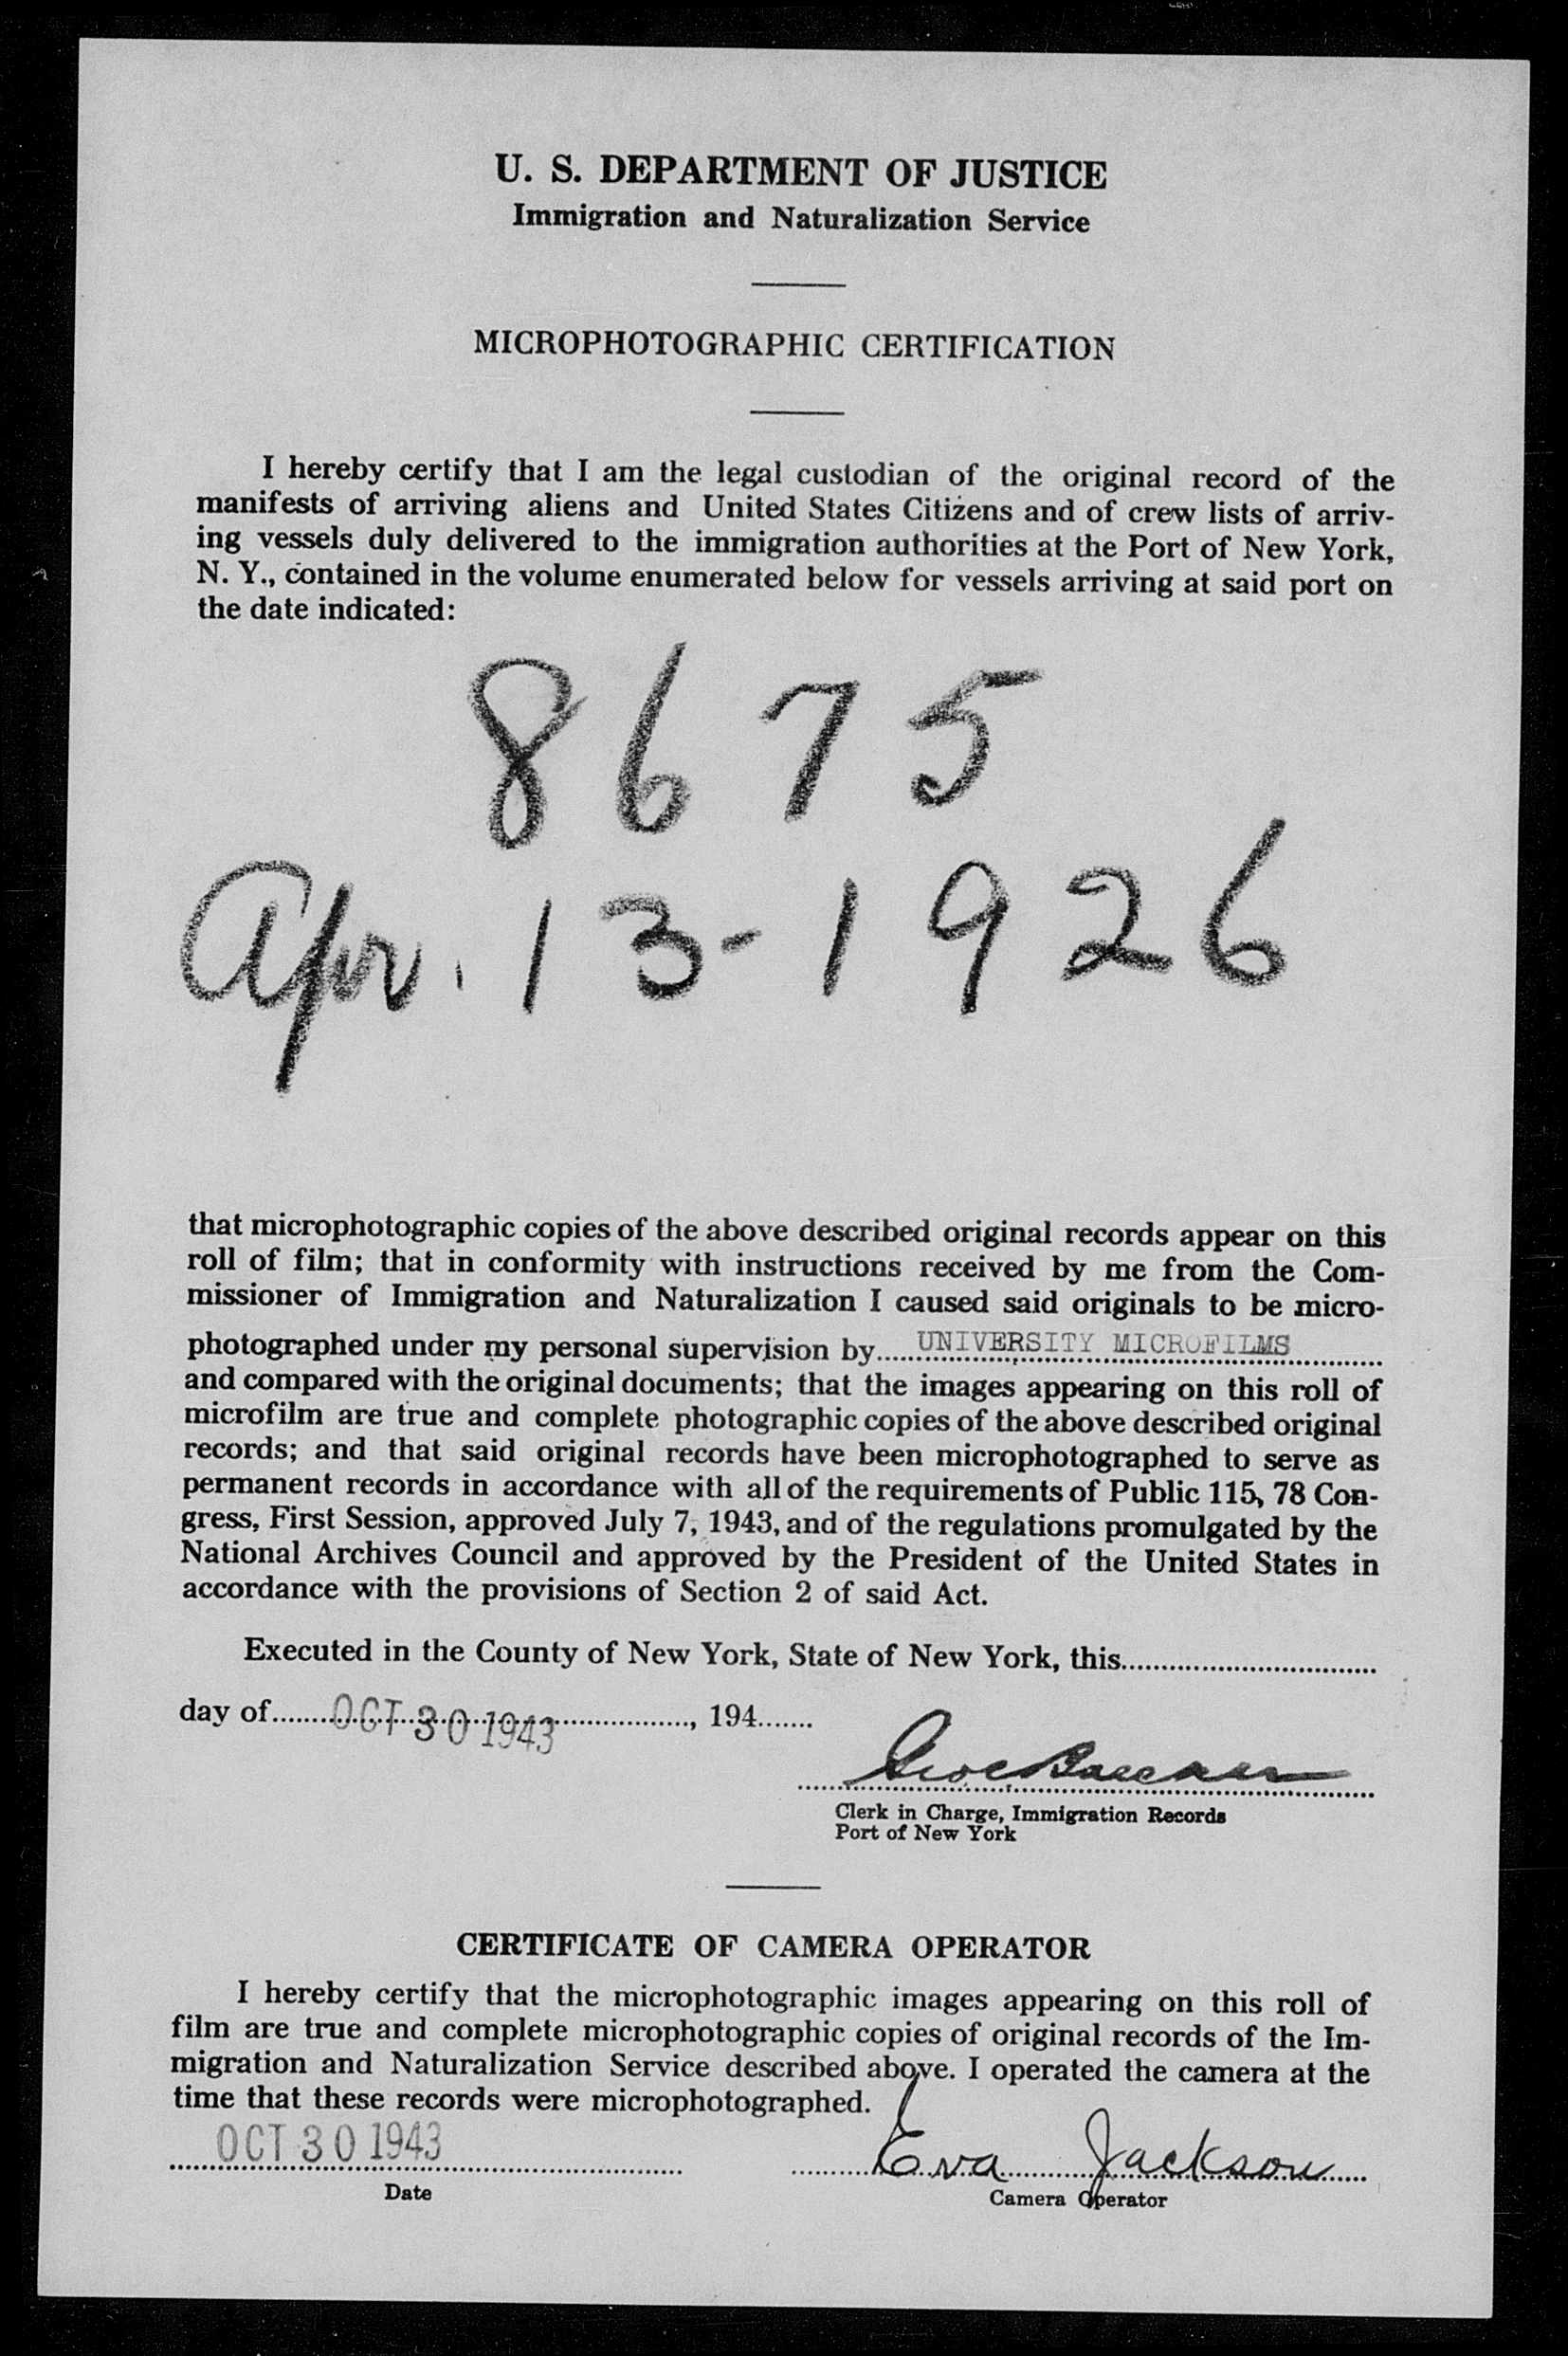 U. S. DEPARTMENT OF JUSTICE
Immigration and Naturalization Service
MICROPHOTOGRAPHIC CERTIFICATION
I hereby certify that I am the legal custodian of the original record of the
manifests of arriving aliens and United States Citizens and of crew lists of arriv-
ing vessels duly delivered to the immigration authorities at the Port of New York,
N. Y., contained in the volume enumerated below for vessels arriving at said port on
the date indicated:
8675
Apr. 13-1926
that microphotographic copies of the above described original records appear on this
roll of film; that in conformity with instructions received by me from the Com-
missioner of Immigration and Naturalization I caused said originals to be micro-
photographed under my personal supervision by UNIVERSITY MICROFILMS
and compared with the original documents; that the images appearing on this roll of
microfilm are true and complete photographic copies of the above described original
records; and that said original records have been microphotographed to serve as
permanent records in accordance with all of the requirements of Public 115, 78 Con-
gress, First Session, approved July 7, 1943, and of the regulations promulgated by the
National Archives Council and approved by the President of the United States in
accordance with the provisions of Section 2 of said Act.
Executed in the County of New York, State of New York, this
day of OCT 30 1943, 194
Clerk in Charge, Immigration Records
Port of New York
CERTIFICATE OF CAMERA OPERATOR
I hereby certify that the microphotographic images appearing on this roll of
film are true and complete microphotographic copies of original records of the Im-
migration and Naturalization Service described above. I operated the camera at the
time that these records were microphotographed.
OCT 30 1943 Eva Jackson
Date Camera Operator